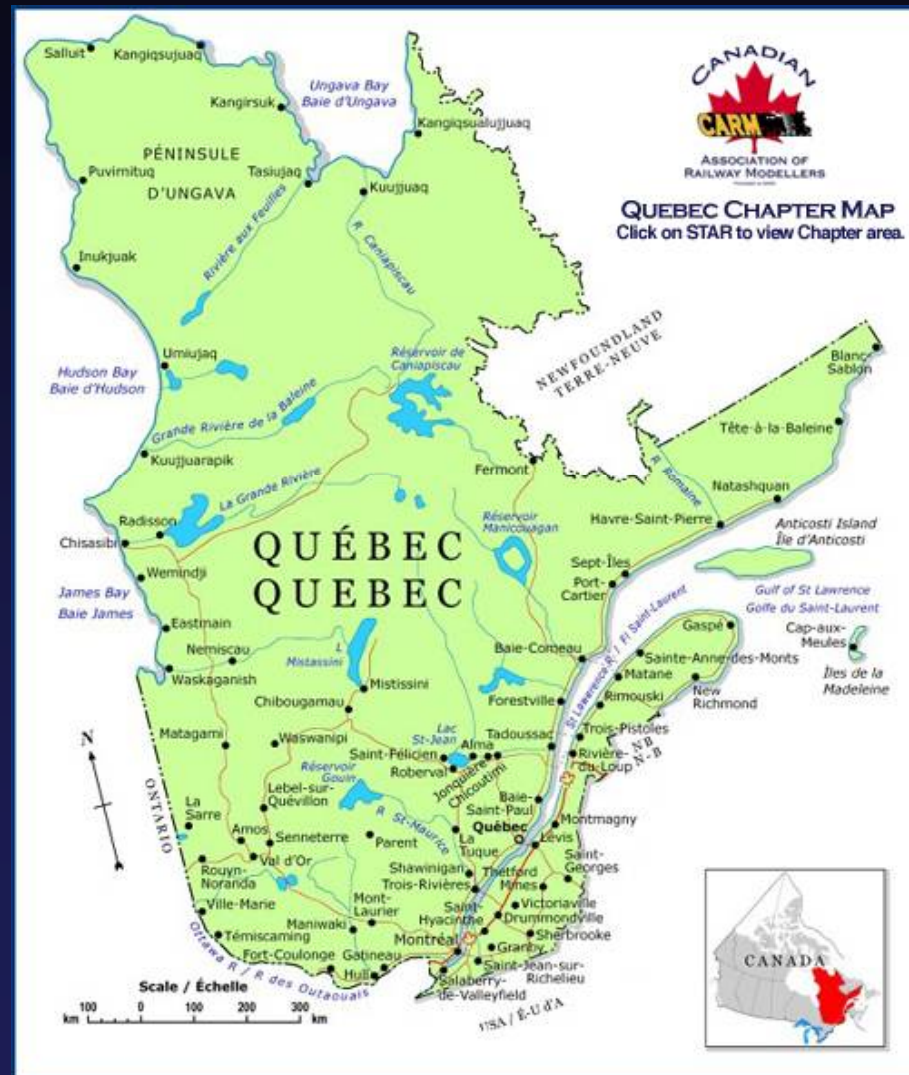 CANADIAN
CARM
ASSOCIATION OF
RAILWAY MODELLERS
QUEBEC CHAPTER MAP
Click on STAR to view Chapter area.
Salluit
Kangiqsujuaq
Ungava Bay
Baie d'Ungava
Kangirsuk
Kangiqsualujjuaq
PÉNINSULE
D'UNGAVA
Puvirnituq
Tasiujaq
Kuujjuaq
Rivière aux Feuilles
R Caniapiscau
Inukjuak
Umiujaq
Hudson Bay
Baie d'Hudson
Réservoir de
Caniapiscau
NEWFOUNDLAND
TERRE-NEUVE
Blanc-
Sablon
Grande Rivière de la Baleine
Tête-à-la-Baleine
Kuujjuarapik
Fermont
R Romaine
La Grande Rivière
Natashquan
Radisson
Réservoir
Manicouagan
Havre-Saint-Pierre
Chisasibi
Anticosti Island
Île d'Anticosti
QUÉBEC
QUEBEC
Wemindji
Sept-Îles
Port-
Cartier
James Bay
Baie James
Gulf of St Lawrence
Golfe du Saint-Laurent
Eastmain
Gaspé
Cap-aux-
Meules
Nemiscau
L
Mistassini
Baie-Comeau
St Lawrence R / Fl Saint-Laurent
Sainte-Anne-des-Monts
Waskaganish
Matane
Îles de la
Madeleine
Mistissini
Rimouski
New
Richmond
Chibougamau
Forestville
Matagami
Waswanipi
Lac
St-Jean
Tadoussac
Trois-Pistoles
Saint-Félicien
Alma
Rivière-
du-Loup
NB
N-B
Roberval
Jonquière
Chicoutimi
Réservoir
Gouin
N
ONTARIO
Lebel-sur-
Quévillon
Baie-
Saint-Paul
La
Sarre
R St-Maurice
Montmagny
Amos
Senneterre
Parent
La
Tuque
Québec
Lévis
Val d'Or
Saint-
Georges
Rouyn-
Noranda
Shawinigan
Thetford
Mines
Trois-Rivières
Ville-Marie
Mont-
Laurier
Saint-
Hyacinthe
Victoriaville
Maniwaki
Drummondville
Témiscaming
Montréal
Sherbrooke
Fort-Coulonge
Gatineau
Granby
Hull
Saint-Jean-sur-
Richelieu
Salaberry-
de-Valleyfield
Ottawa R / R des Outaouais
USA / É-U d'A
Scale / Échelle
100 0 100 200 300
km km
CANADA